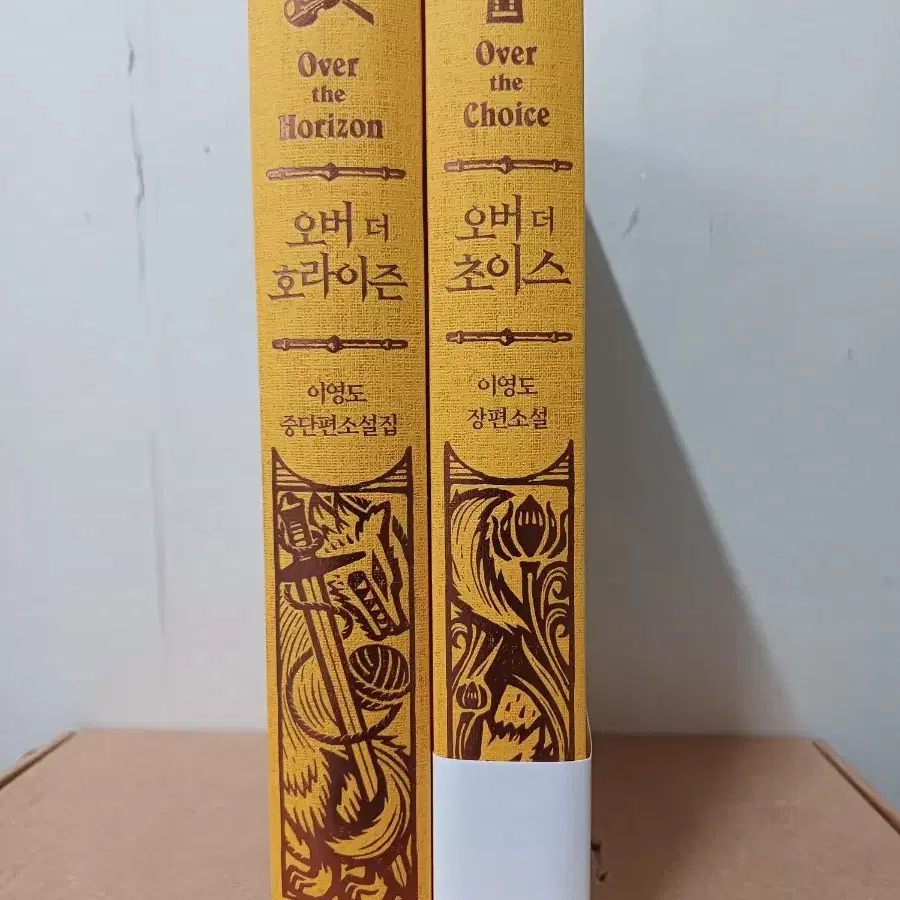 Over
the
Horizon
오버 더
호라이즌
이영도
중단편소설집
Over
the
Choice
오버 더
초이스
이영도
장편소설